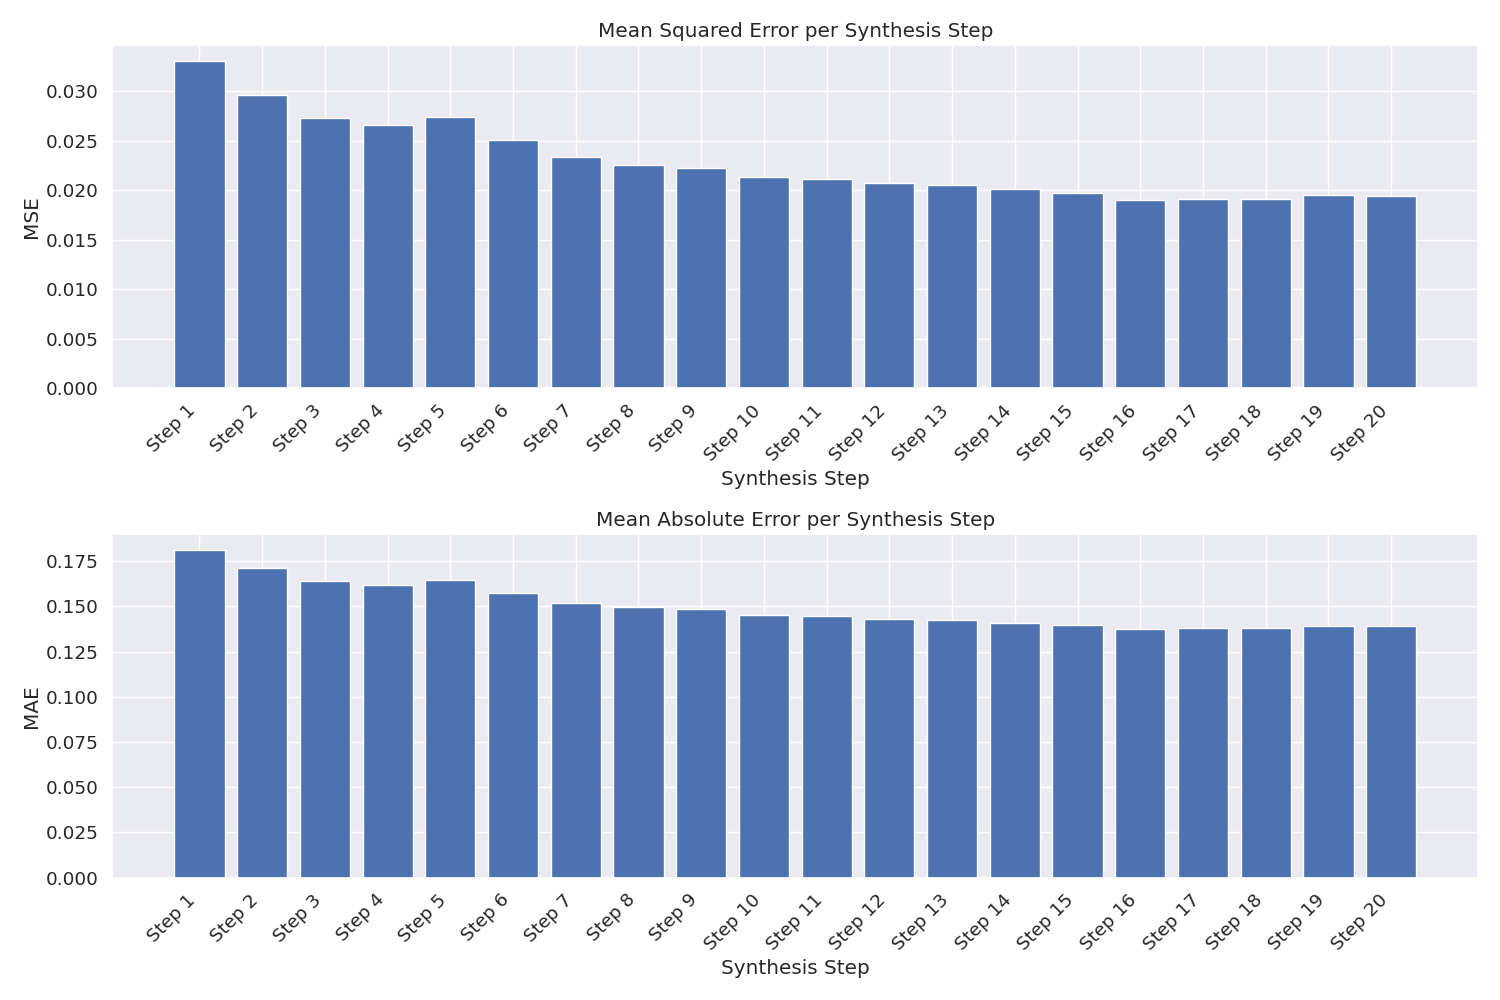 Mean Squared Error per Synthesis Step
0.030
0.025
0.020
0.015
0.010
0.005
0.000
MSE
Step 1
Step 2
Step 3
Step 4
Step 5
Step 6
Step 7
Step 8
Step 9
Step 10
Step 11
Step 12
Step 13
Step 14
Step 15
Step 16
Step 17
Step 18
Step 19
Step 20
Synthesis Step
Mean Absolute Error per Synthesis Step
0.175
0.150
0.125
0.100
0.075
0.050
0.025
0.000
MAE
Step 1
Step 2
Step 3
Step 4
Step 5
Step 6
Step 7
Step 8
Step 9
Step 10
Step 11
Step 12
Step 13
Step 14
Step 15
Step 16
Step 17
Step 18
Step 19
Step 20
Synthesis Step